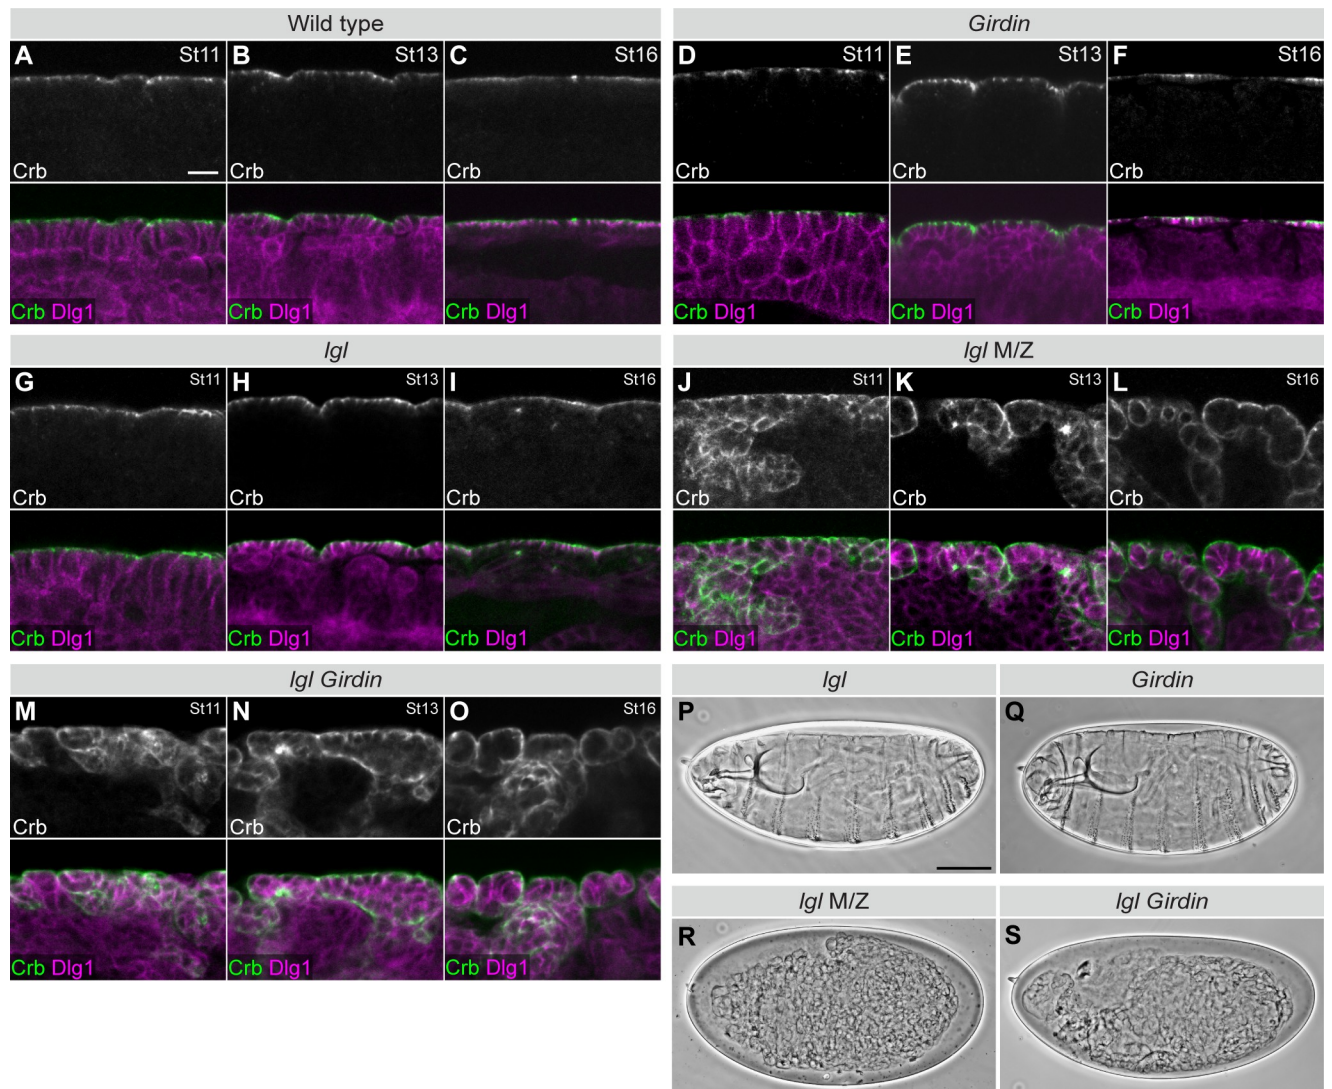 Wild type
Girdin
A St11 B St13 C St16
D St11 E St13 F St16
Crb Crb Crb
Crb Crb Crb
Crb Dlg1 Crb Dlg1 Crb Dlg1
Crb Dlg1 Crb Dlg1 Crb Dlg1
lgl
lgl M/Z
G St11 H St13 I St16
J St11 K St13 L St16
Crb Crb Crb
Crb Crb Crb
Crb Dlg1 Crb Dlg1 Crb Dlg1
Crb Dlg1 Crb Dlg1 Crb Dlg1
lgl Girdin
M St11 N St13 O St16
Crb Crb Crb
Crb Dlg1 Crb Dlg1 Crb Dlg1
lgl
Girdin
P
Q
lgl M/Z
lgl Girdin
R
S